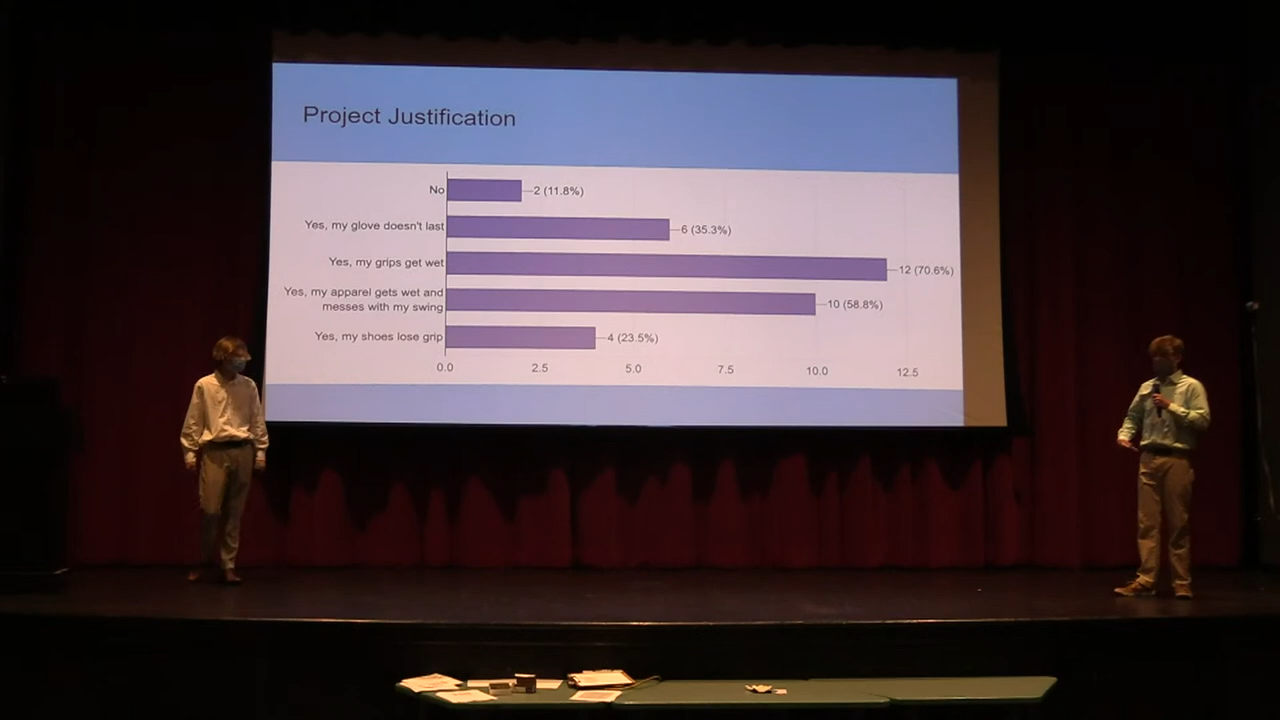 Project Justification
No
2 (11.8%)
Yes, my glove doesn't last
6 (35.3%)
Yes, my grips get wet
12 (70.6%)
Yes, my apparel gets wet and
messes with my swing
10 (58.8%)
Yes, my shoes lose grip
4 (23.5%)
0.0 2.5 5.0 7.5 10.0 12.5